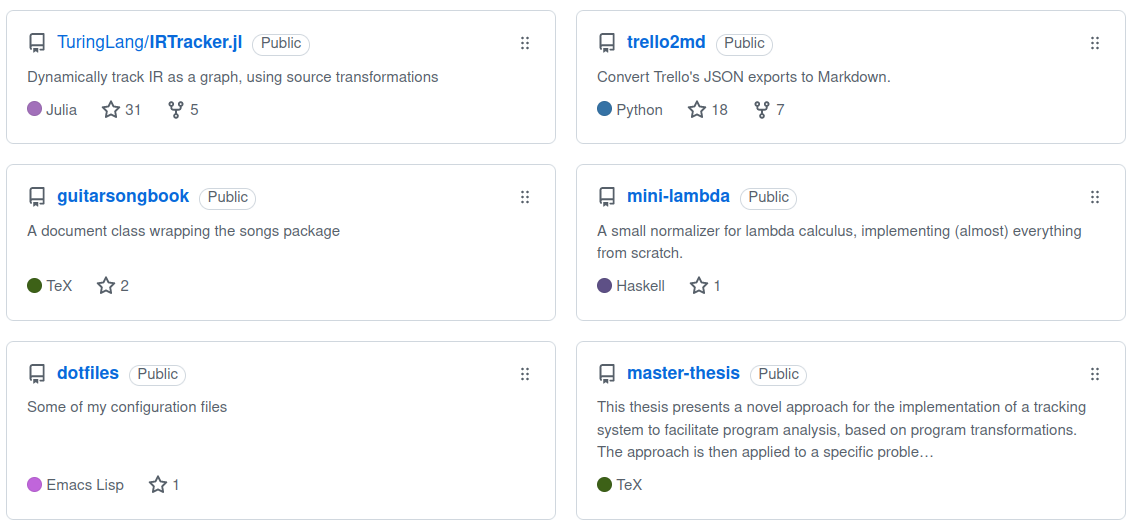 TuringLang/IRTracker.jl Public
Dynamically track IR as a graph, using source transformations
Julia 31 5
trello2md Public
Convert Trello's JSON exports to Markdown.
Python 18 7
guitarsongbook Public
A document class wrapping the songs package
TeX 2
mini-lambda Public
A small normalizer for lambda calculus, implementing (almost) everything
from scratch.
Haskell 1
dotfiles Public
Some of my configuration files
Emacs Lisp 1
master-thesis Public
This thesis presents a novel approach for the implementation of a tracking
system to facilitate program analysis, based on program transformations.
The approach is then applied to a specific proble…
TeX